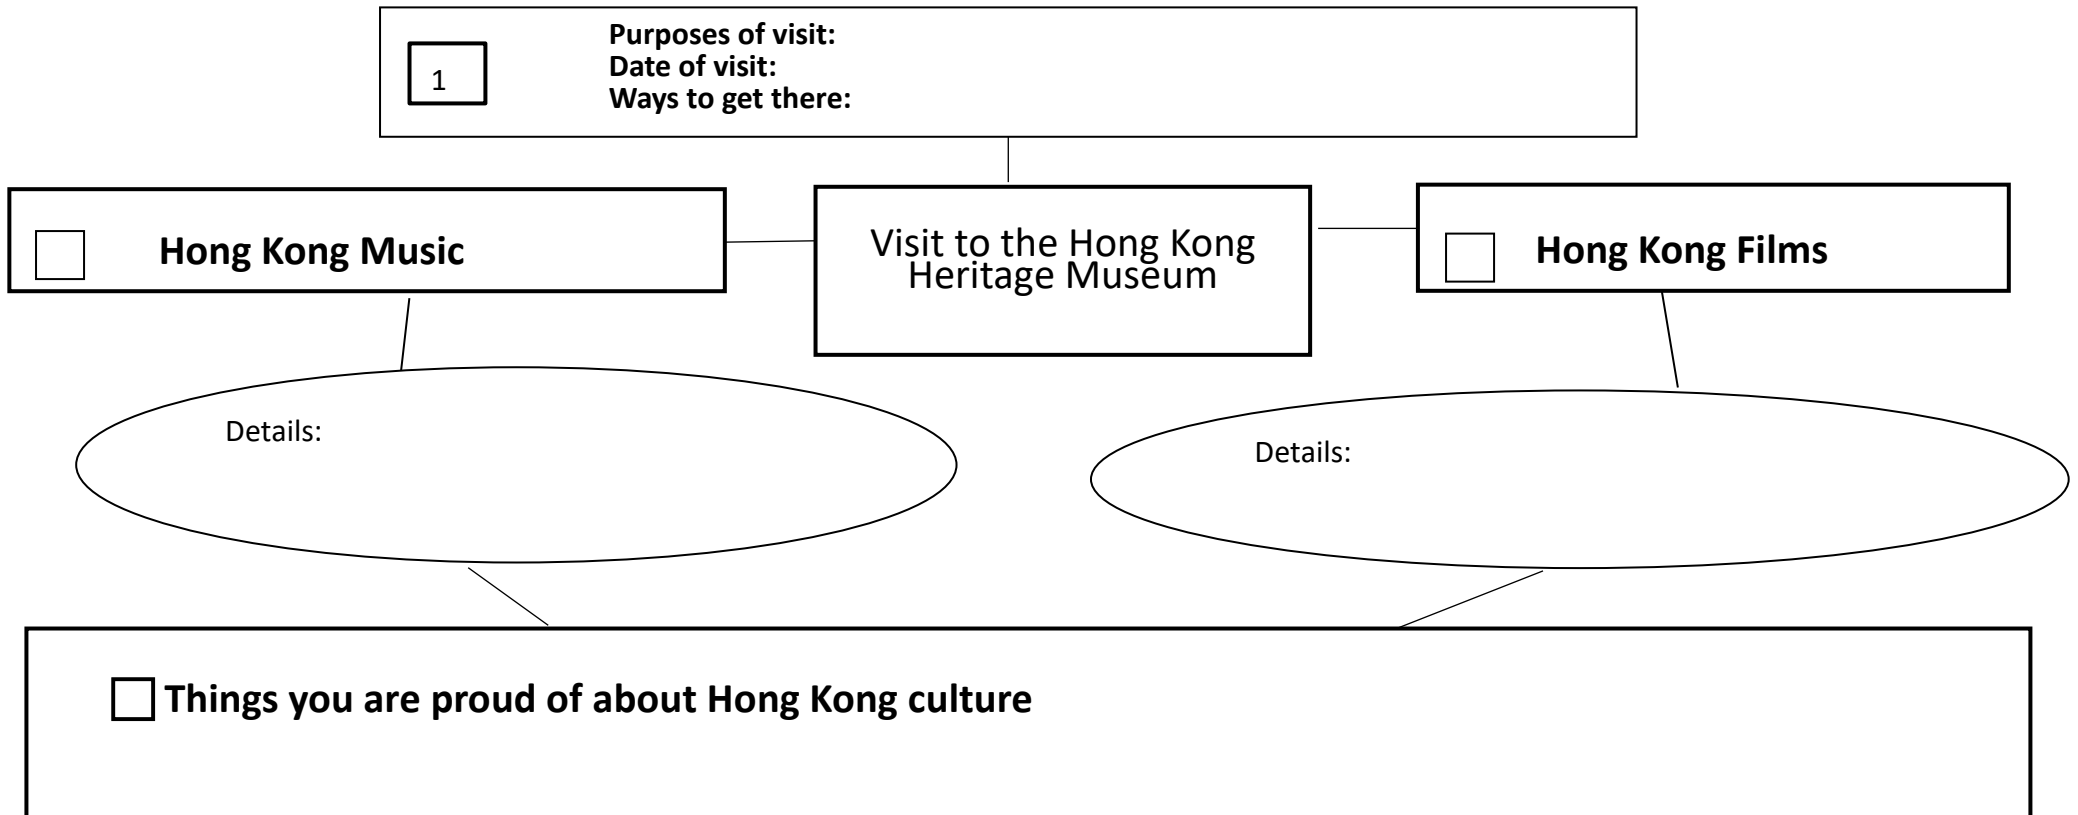 1
Purposes of visit:
Date of visit:
Ways to get there:
Hong Kong Music
Visit to the Hong Kong
Heritage Museum
Hong Kong Films
Details:
Details:
Things you are proud of about Hong Kong culture